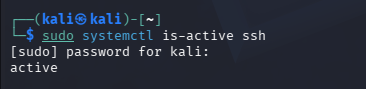 ┌──(kali㉿kali)-[~]
└─$ sudo systemctl is-active ssh
[sudo] password for kali:
active